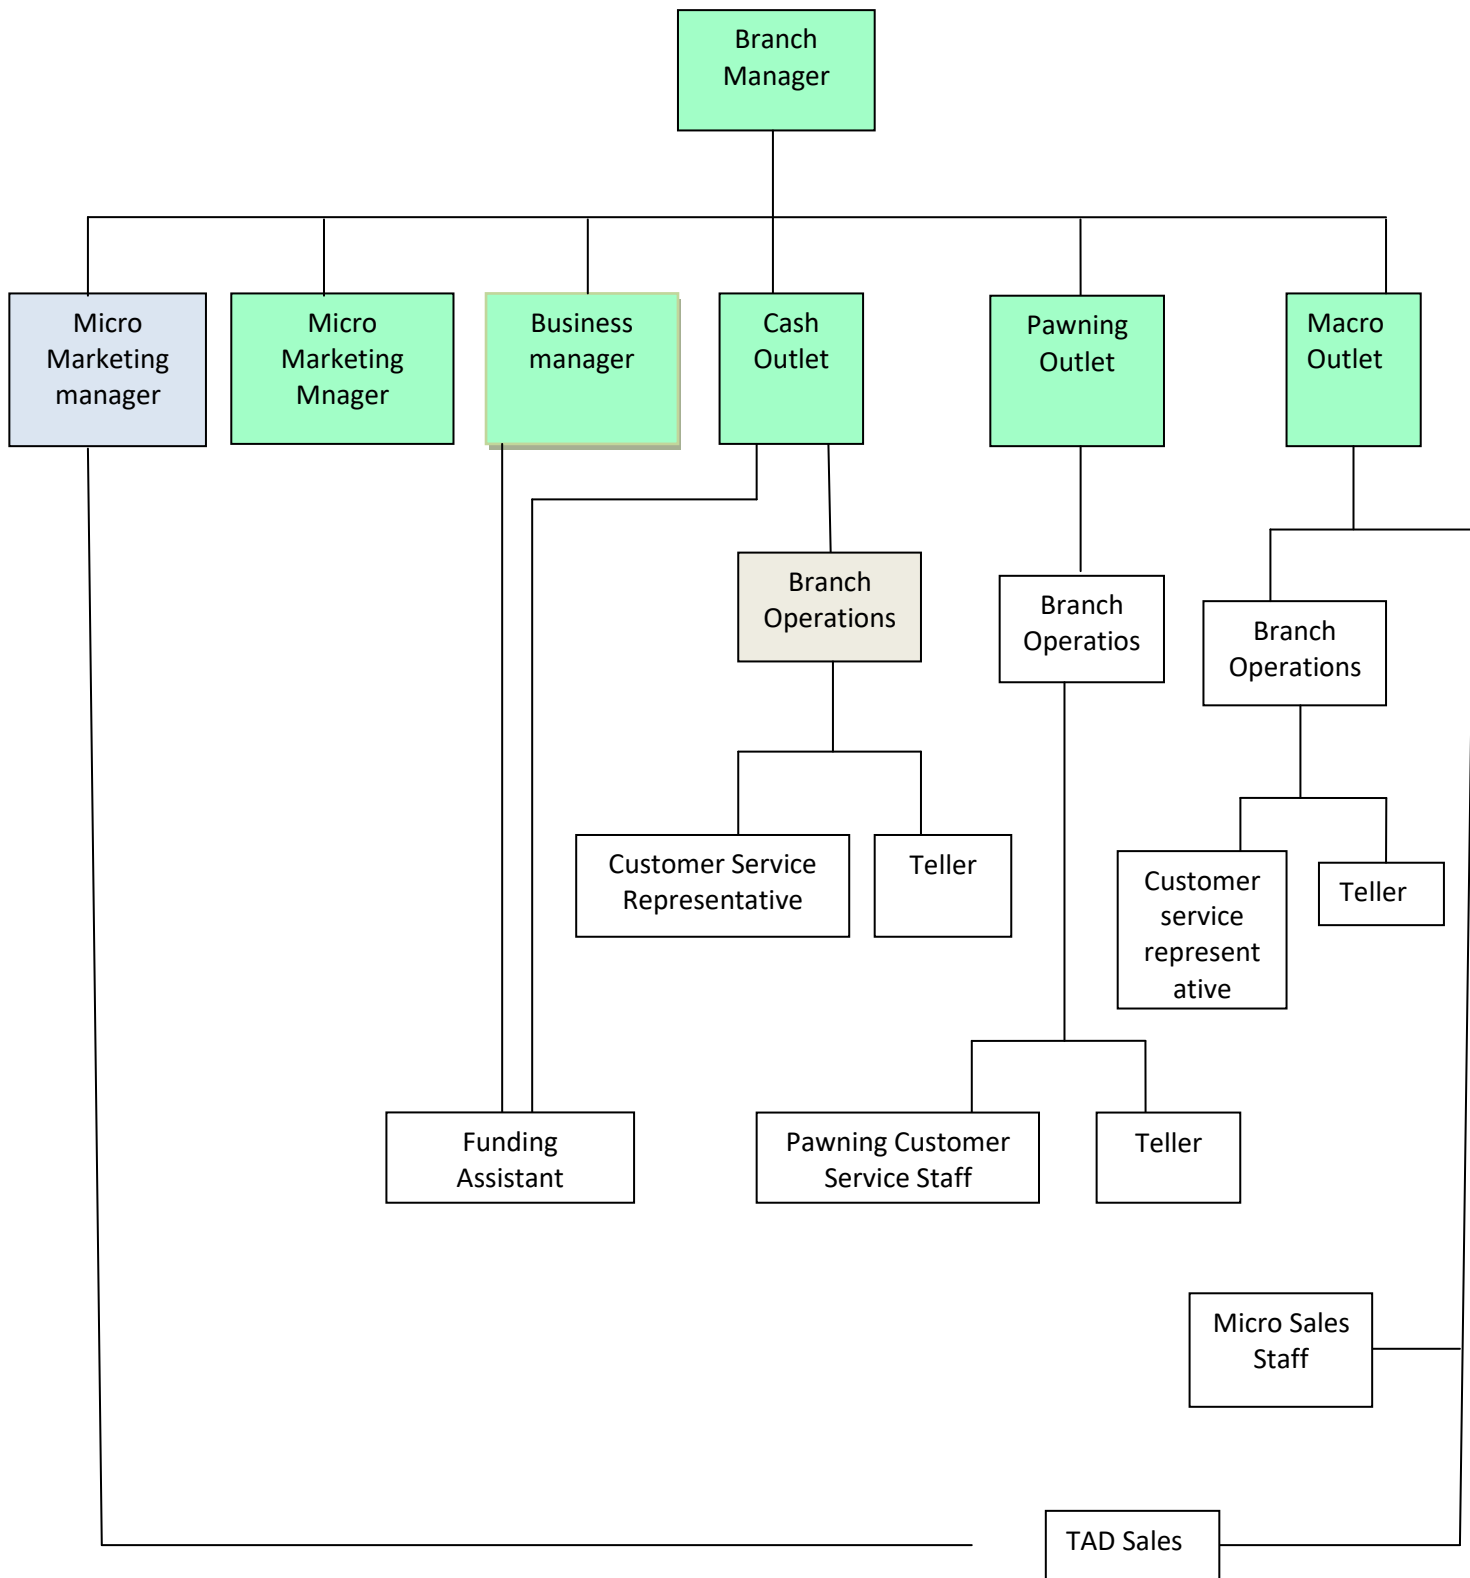 Branch
Manager
Micro
Marketing
manager
Micro
Marketing
Mnager
Business
manager
Cash
Outlet
Pawning
Outlet
Macro
Outlet
Branch
Operations
Branch
Operatios
Branch
Operations
Customer Service
Representative
Teller
Customer
service
represent
ative
Teller
Funding
Assistant
Pawning Customer
Service Staff
Teller
Micro Sales
Staff
TAD Sales